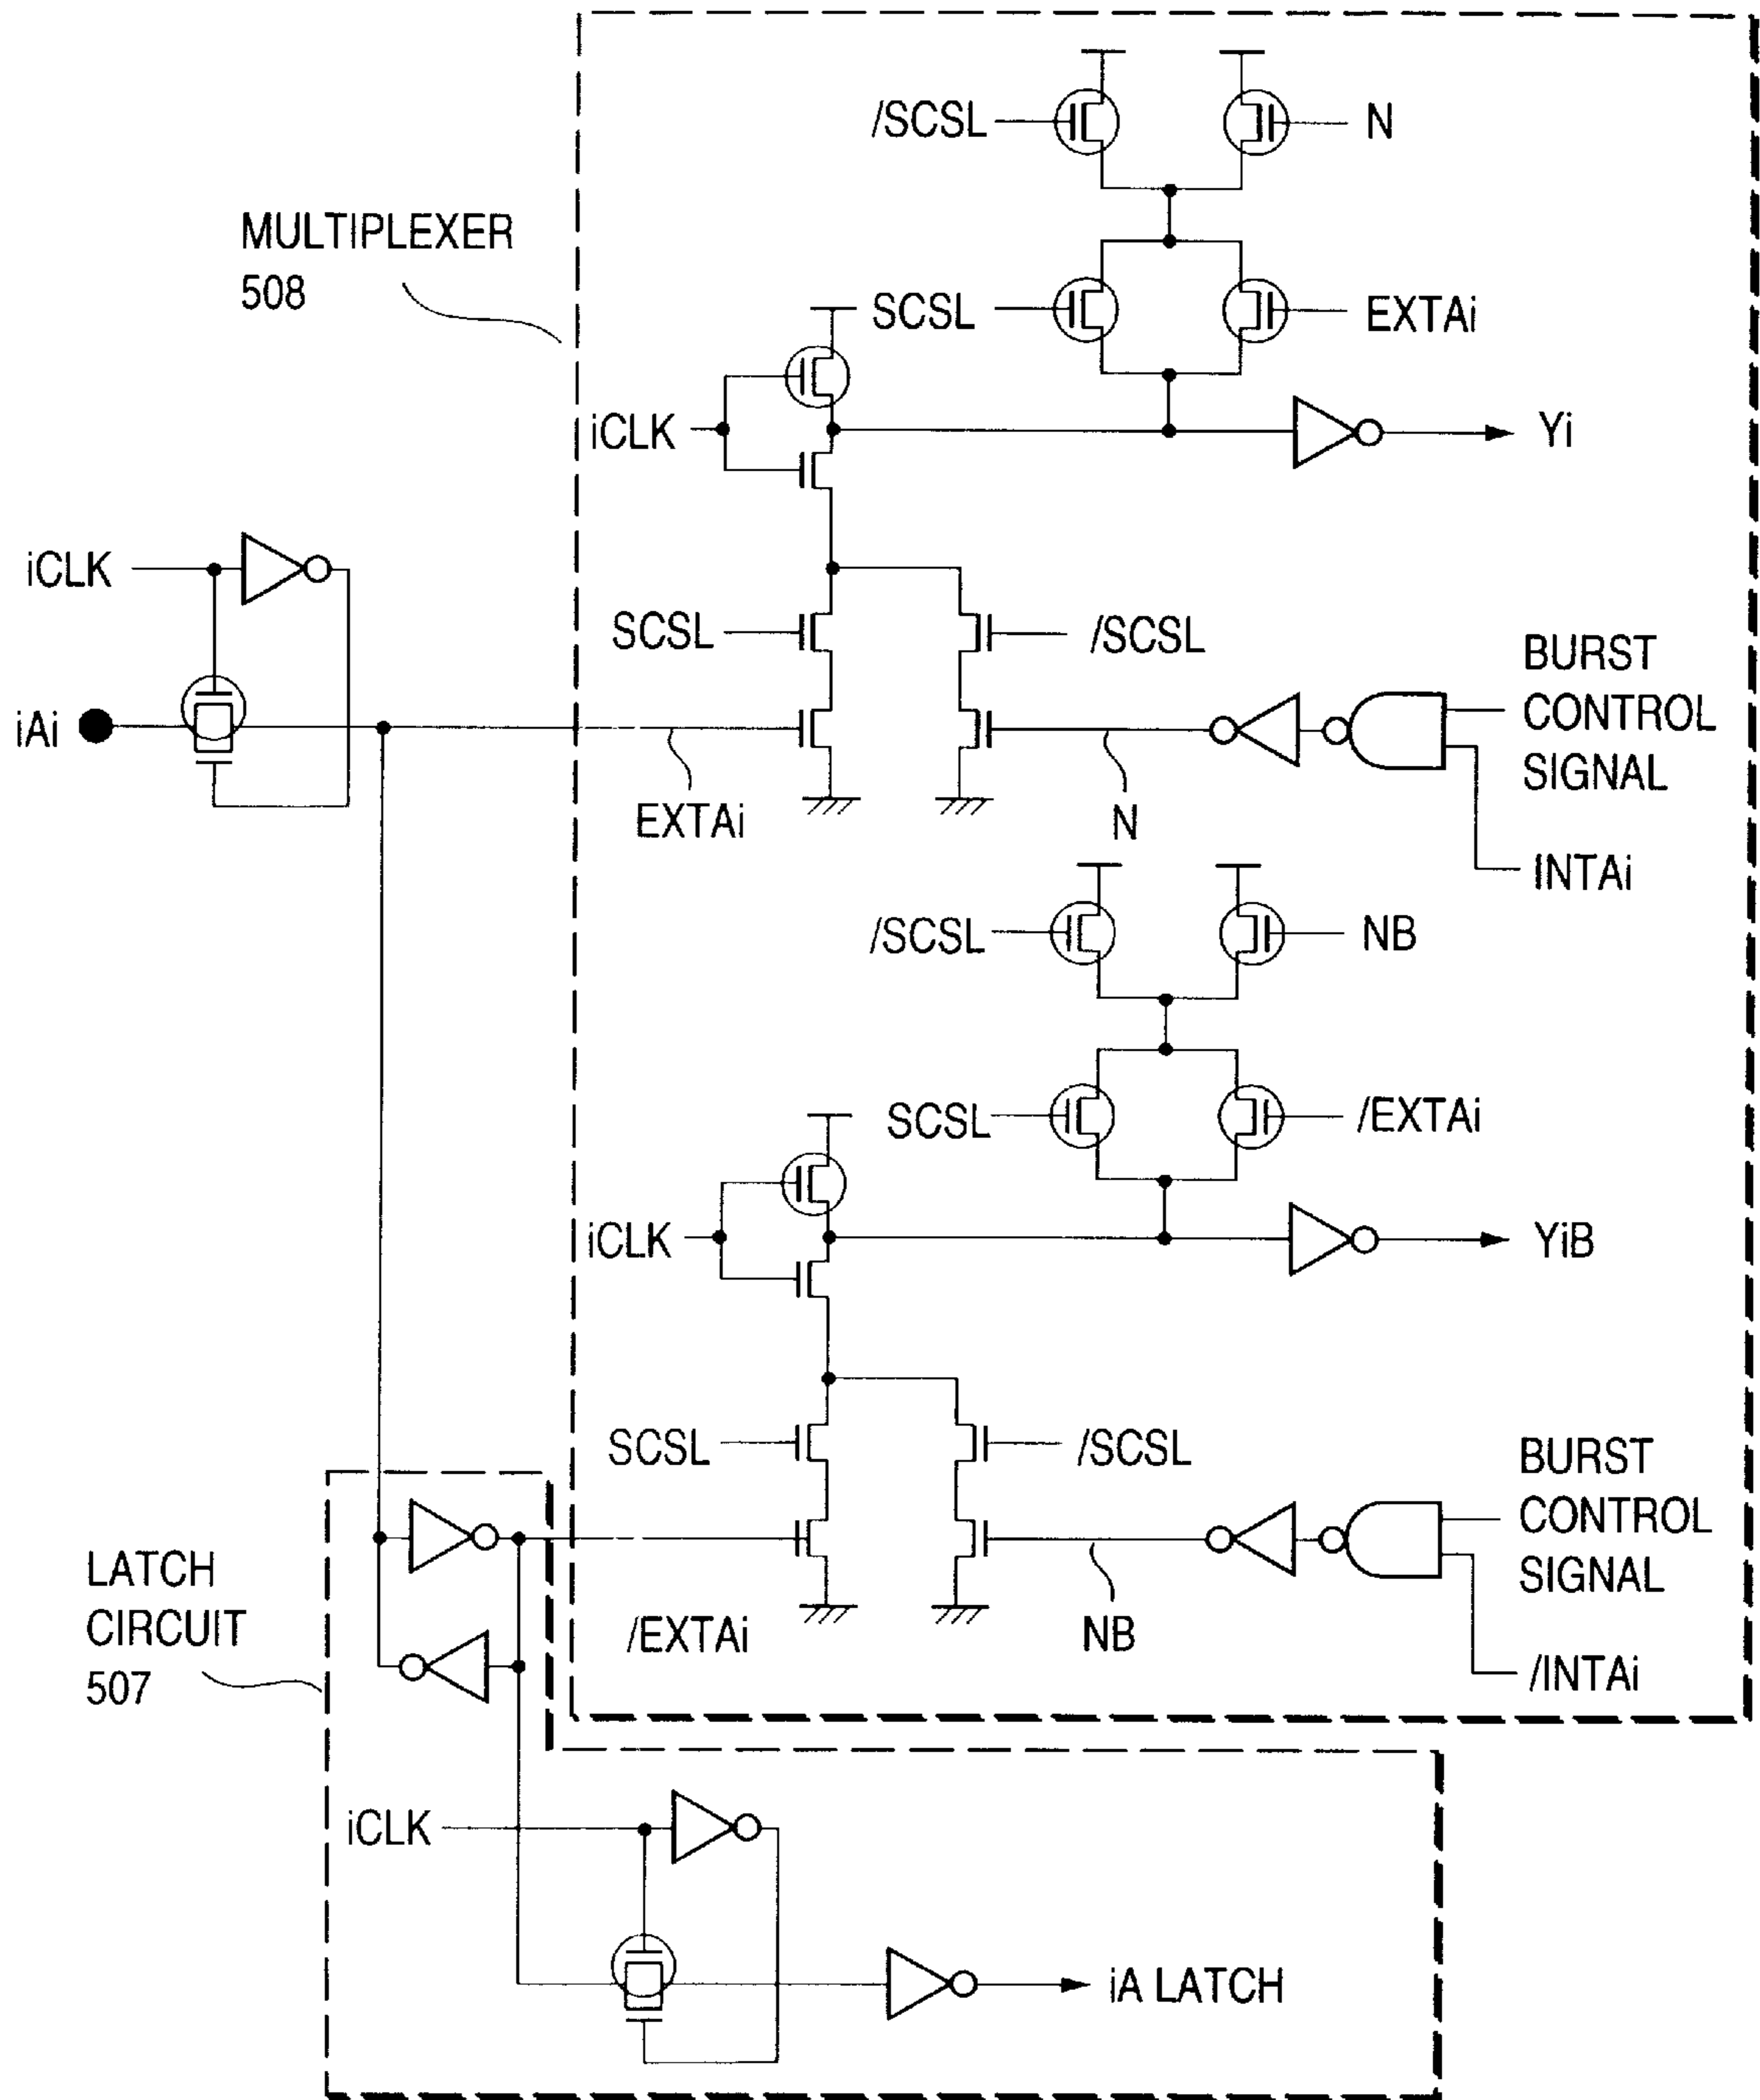 /SCSL
N
MULTIPLEXER
508
SCSL
EXTAi
iCLK
Yi
iCLK
SCSL
/SCSL
BURST
CONTROL
SIGNAL
iAi
EXTAi
N
INTAi
/SCSL
NB
SCSL
/EXTAi
iCLK
YiB
SCSL
/SCSL
BURST
CONTROL
SIGNAL
LATCH
CIRCUIT
507
/EXTAi
NB
/INTAi
iCLK
iA LATCH